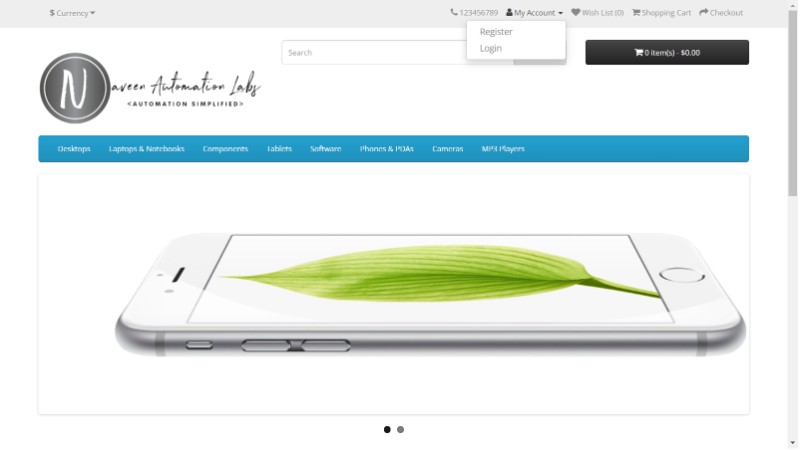 $ Currency 123456789 My Account Wish List (0) Shopping Cart Checkout
Register
Login
Search
0 item(s) - $0.00
N
aveen Automation Labs
<AUTOMATION SIMPLIFIED>
Desktops Laptops & Notebooks Components Tablets Software Phones & PDAs Cameras MP3 Players